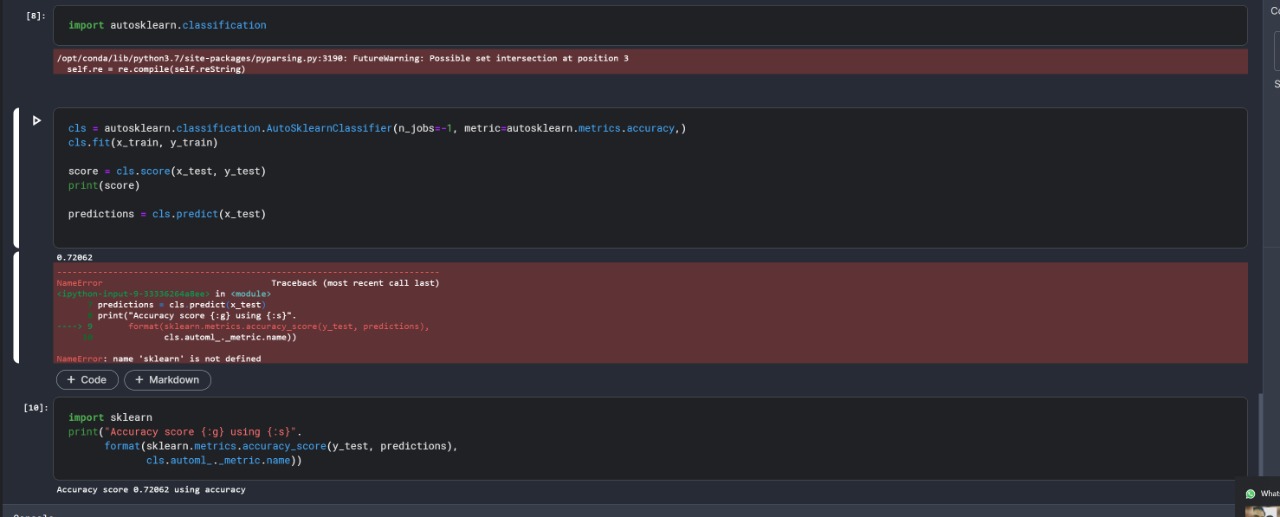 [8]:
import autosklearn.classification
/opt/conda/lib/python3.7/site-packages/pyparsing.py:3190: FutureWarning: Possible set intersection at position 3
  self.re = re.compile(self.reString)
cls = autosklearn.classification.AutoSklearnClassifier(n_jobs=-1, metric=autosklearn.metrics.accuracy,)
cls.fit(x_train, y_train)
score = cls.score(x_test, y_test)
print(score)
predictions = cls.predict(x_test)
0.72062
---------------------------------------------------------------------------
NameError                                 Traceback (most recent call last)
<ipython-input-9-33336264a8ee> in <module>
predictions = cls predict(x_test)
print("Accuracy score {:g} using {:s}".
----> 9       format(sklearn.metrics.accuracy_score(y_test, predictions),
10             cls.automl_._metric.name))
NameError: name 'sklearn' is not defined
+ Code + Markdown
[10]:
import sklearn
print("Accuracy score {:g} using {:s}".
      format(sklearn.metrics.accuracy_score(y_test, predictions),
             cls.automl_._metric.name))
Accuracy score 0.72062 using accuracy